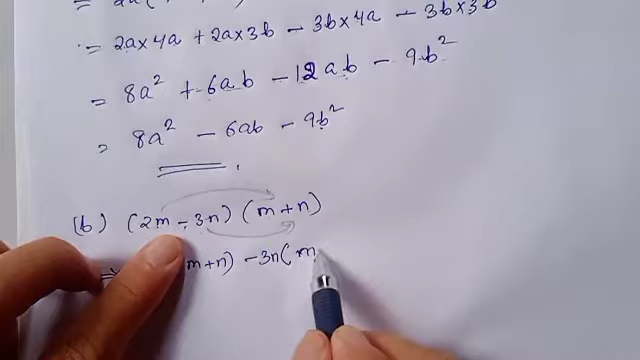 = 2a×4a + 2a×3b - 3b×4a - 3b×3b
= 8a² + 6ab - 12ab - 9b²
= 8a² - 6ab - 9b²
(b) (2m - 3n) (m + n)
m+n) - 3n( m